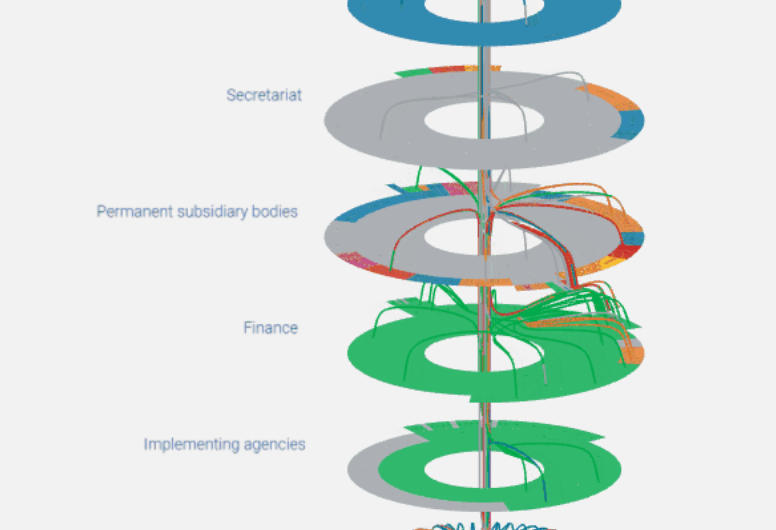 Secretariat
Permanent subsidiary bodies
Finance
Implementing agencies